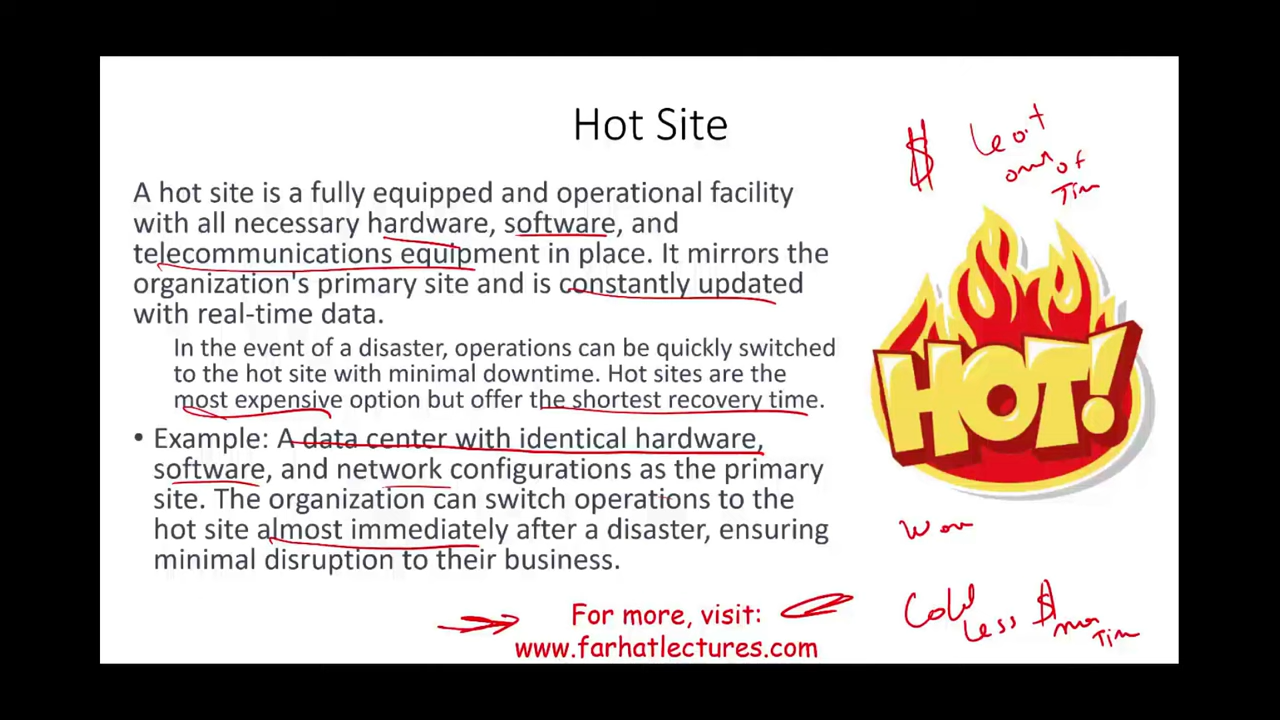 Hot Site
$ least
amt of
Tim
A hot site is a fully equipped and operational facility
with all necessary hardware, software, and
telecommunications equipment in place. It mirrors the
organization's primary site and is constantly updated
with real-time data.
In the event of a disaster, operations can be quickly switched
to the hot site with minimal downtime. Hot sites are the
most expensive option but offer the shortest recovery time.
• Example: A data center with identical hardware,
software, and network configurations as the primary
site. The organization can switch operations to the
hot site almost immediately after a disaster, ensuring
minimal disruption to their business.
HOT!
Cold
Less $
Tim
For more, visit:
www.farhatlectures.com